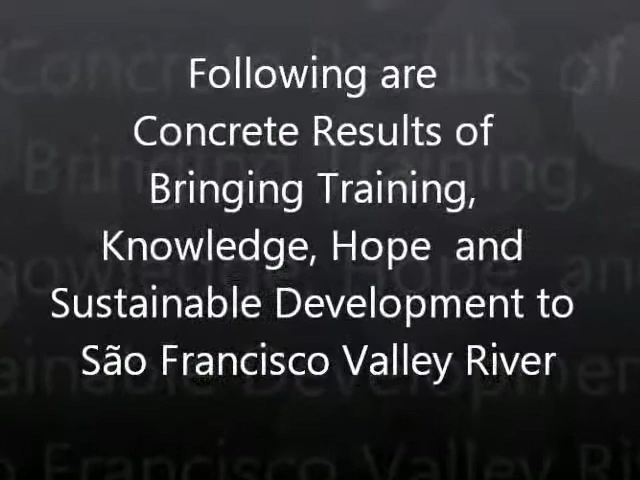 Following are
Concrete Results of
Bringing Training,
Knowledge, Hope and
Sustainable Development to
São Francisco Valley River